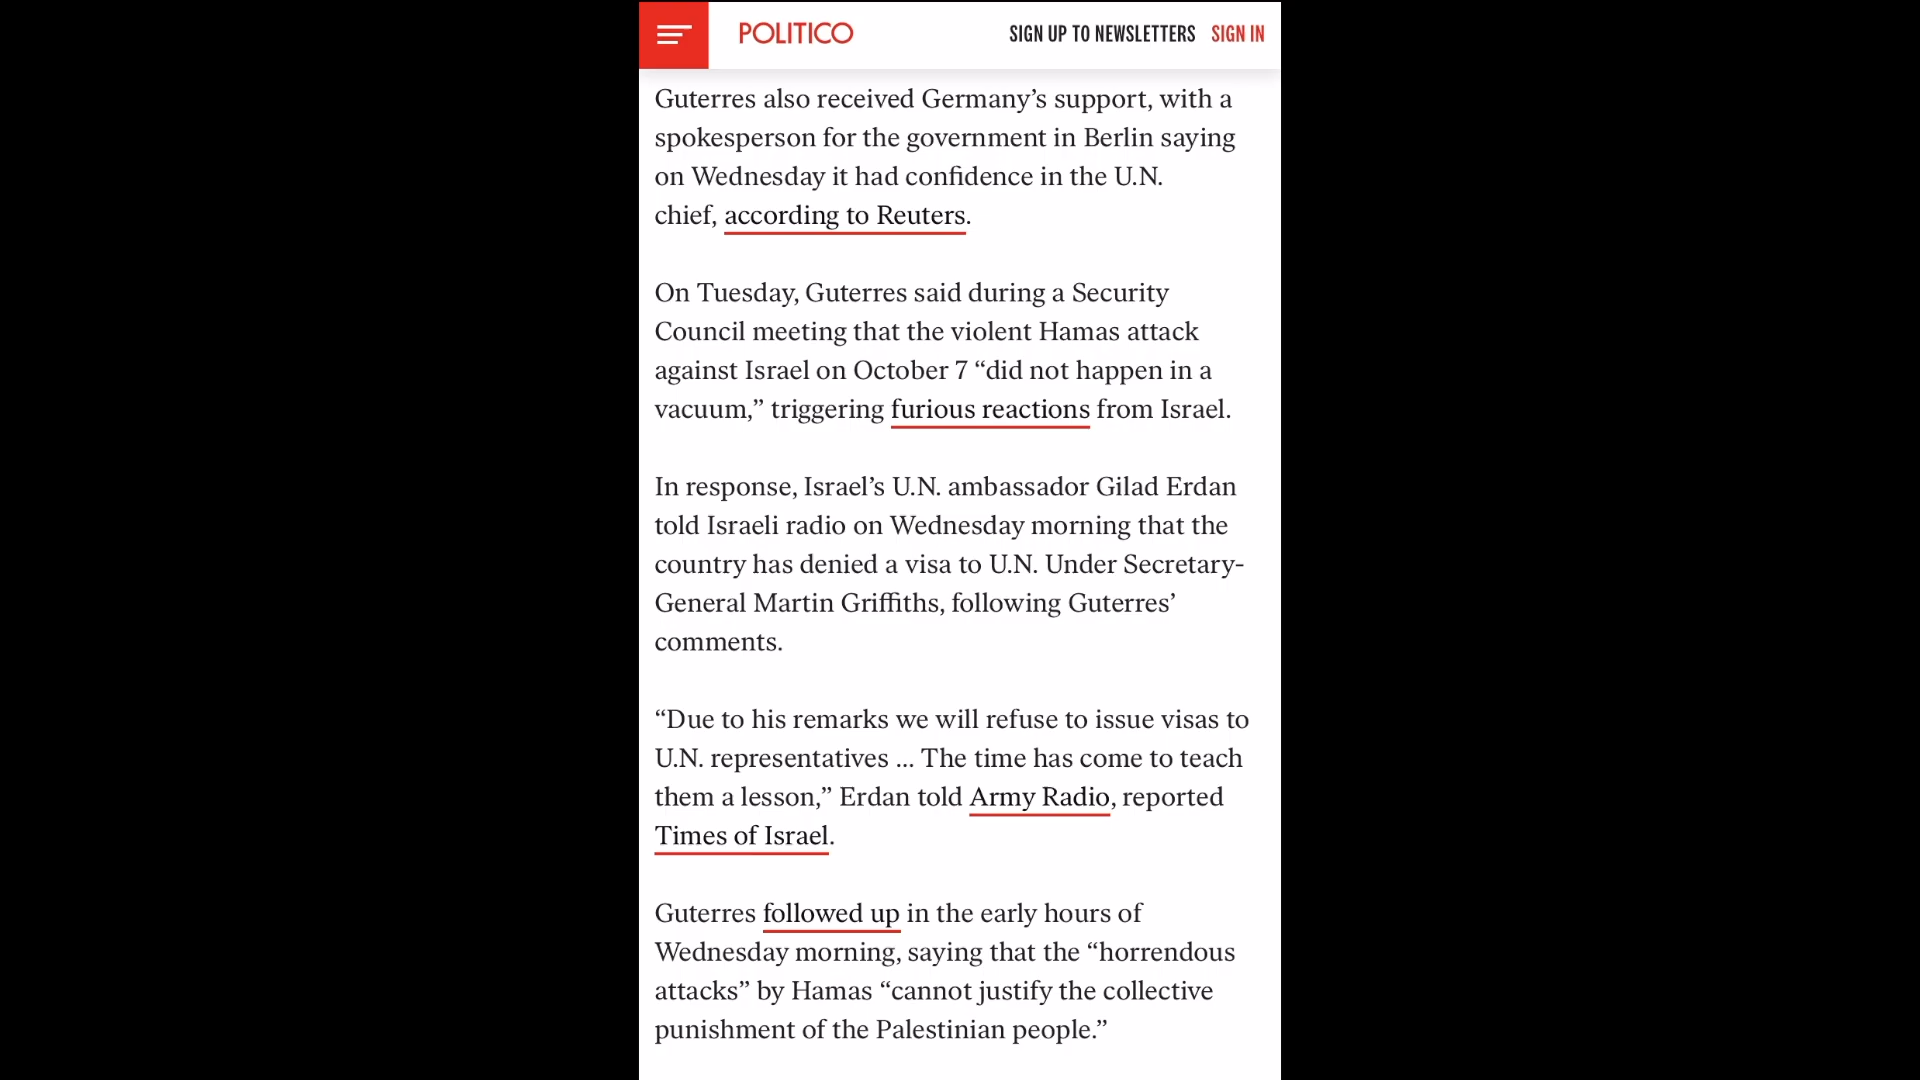 POLITICO
SIGN UP TO NEWSLETTERS SIGN IN
Guterres also received Germany’s support, with a
spokesperson for the government in Berlin saying
on Wednesday it had confidence in the U.N.
chief, according to Reuters.
On Tuesday, Guterres said during a Security
Council meeting that the violent Hamas attack
against Israel on October 7 “did not happen in a
vacuum,” triggering furious reactions from Israel.
In response, Israel’s U.N. ambassador Gilad Erdan
told Israeli radio on Wednesday morning that the
country has denied a visa to U.N. Under Secretary-
General Martin Griffiths, following Guterres’
comments.
“Due to his remarks we will refuse to issue visas to
U.N. representatives ... The time has come to teach
them a lesson,” Erdan told Army Radio, reported
Times of Israel.
Guterres followed up in the early hours of
Wednesday morning, saying that the “horrendous
attacks” by Hamas “cannot justify the collective
punishment of the Palestinian people.”